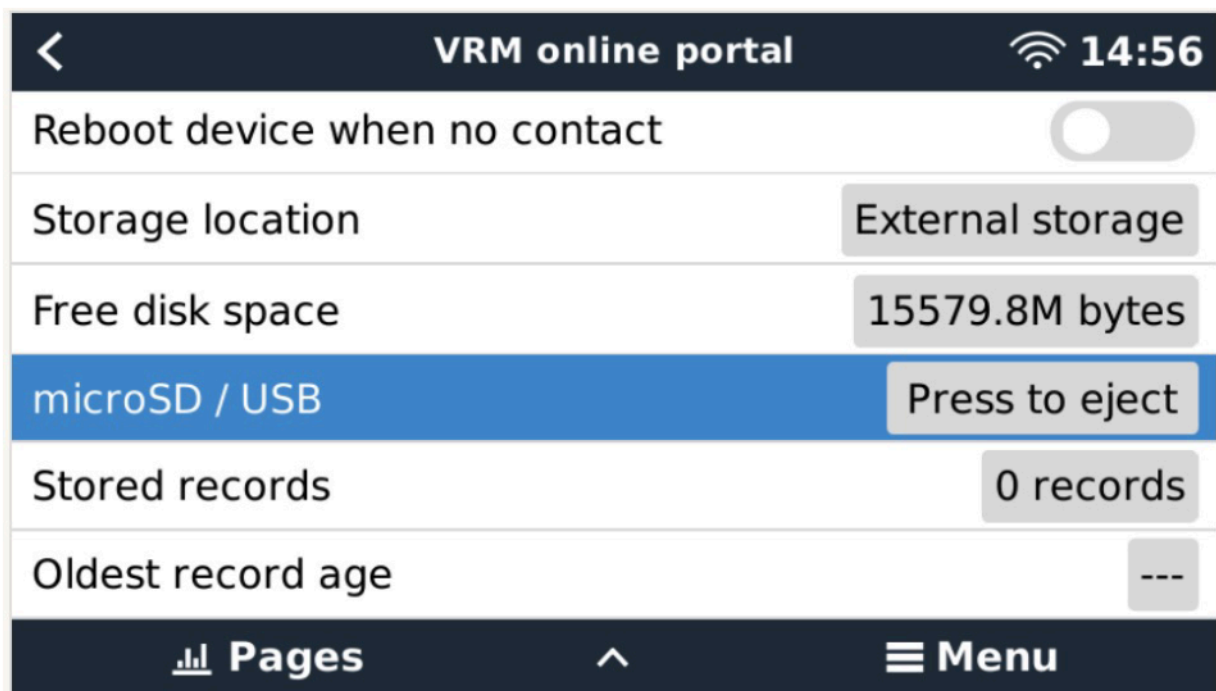 VRM online portal 14:56
Reboot device when no contact
Storage location External storage
Free disk space 15579.8M bytes
microSD / USB Press to eject
Stored records 0 records
Oldest record age ---
Pages Menu